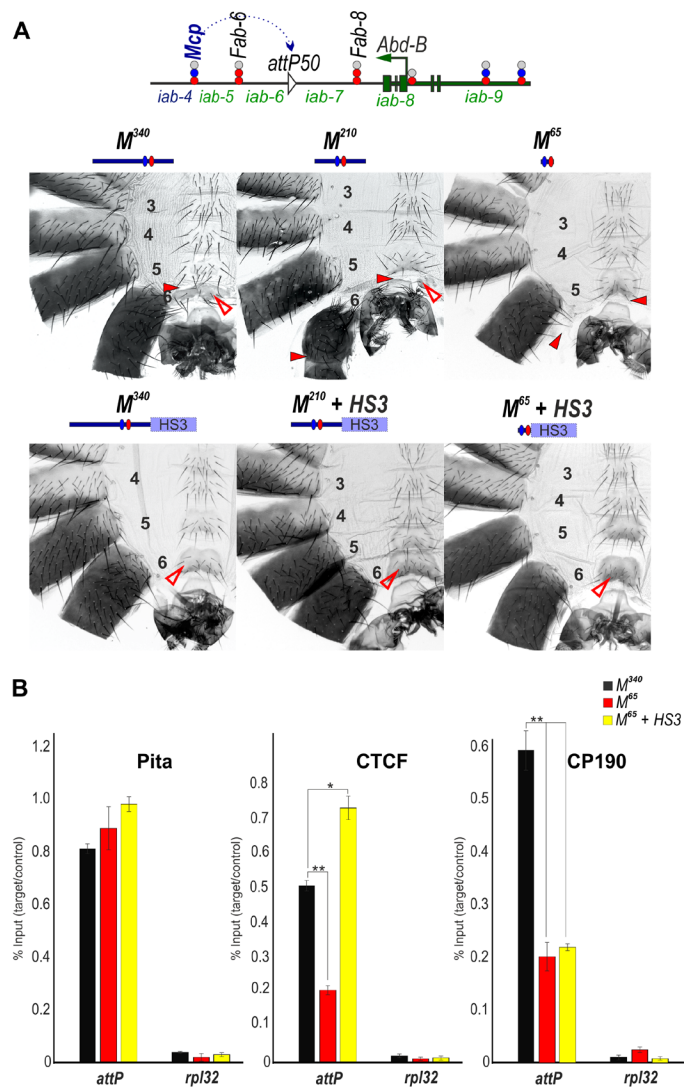 A
Mcp Fab-6 attP50 Fab-8 Abd-B
iab-4 iab-5 iab-6 iab-7 iab-8 iab-9
M340 M210 M65
3 4 5 6
3 4 5 6
3 4 5
M340 M210 + HS3 M65 + HS3
HS3 HS3 HS3
4 5 6
3 4 5 6
3 4 5 6
B
M340
M65
M65 + HS3
Pita
% Input (target/control)
1.2
1.0
0.8
0.6
0.4
0.2
0
attP rpl32
CTCF
% Input (target/control)
0.8
0.7
0.5
0.4
0.3
0.2
0.1
0
* **
attP rpl32
CP190
% Input (target/control)
0.6
0.5
0.4
0.3
0.2
0.1
0
**
attP rpl32